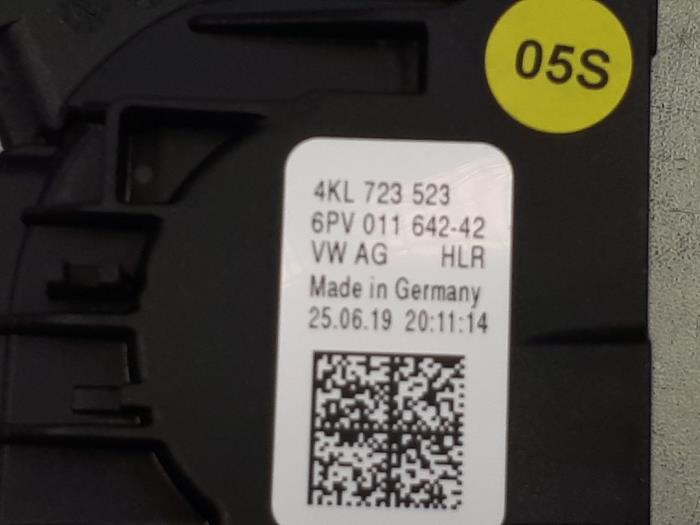 05S
4KL 723 523
6PV 011 642-42
VW AG HLR
Made in Germany
25.06.19 20:11:14